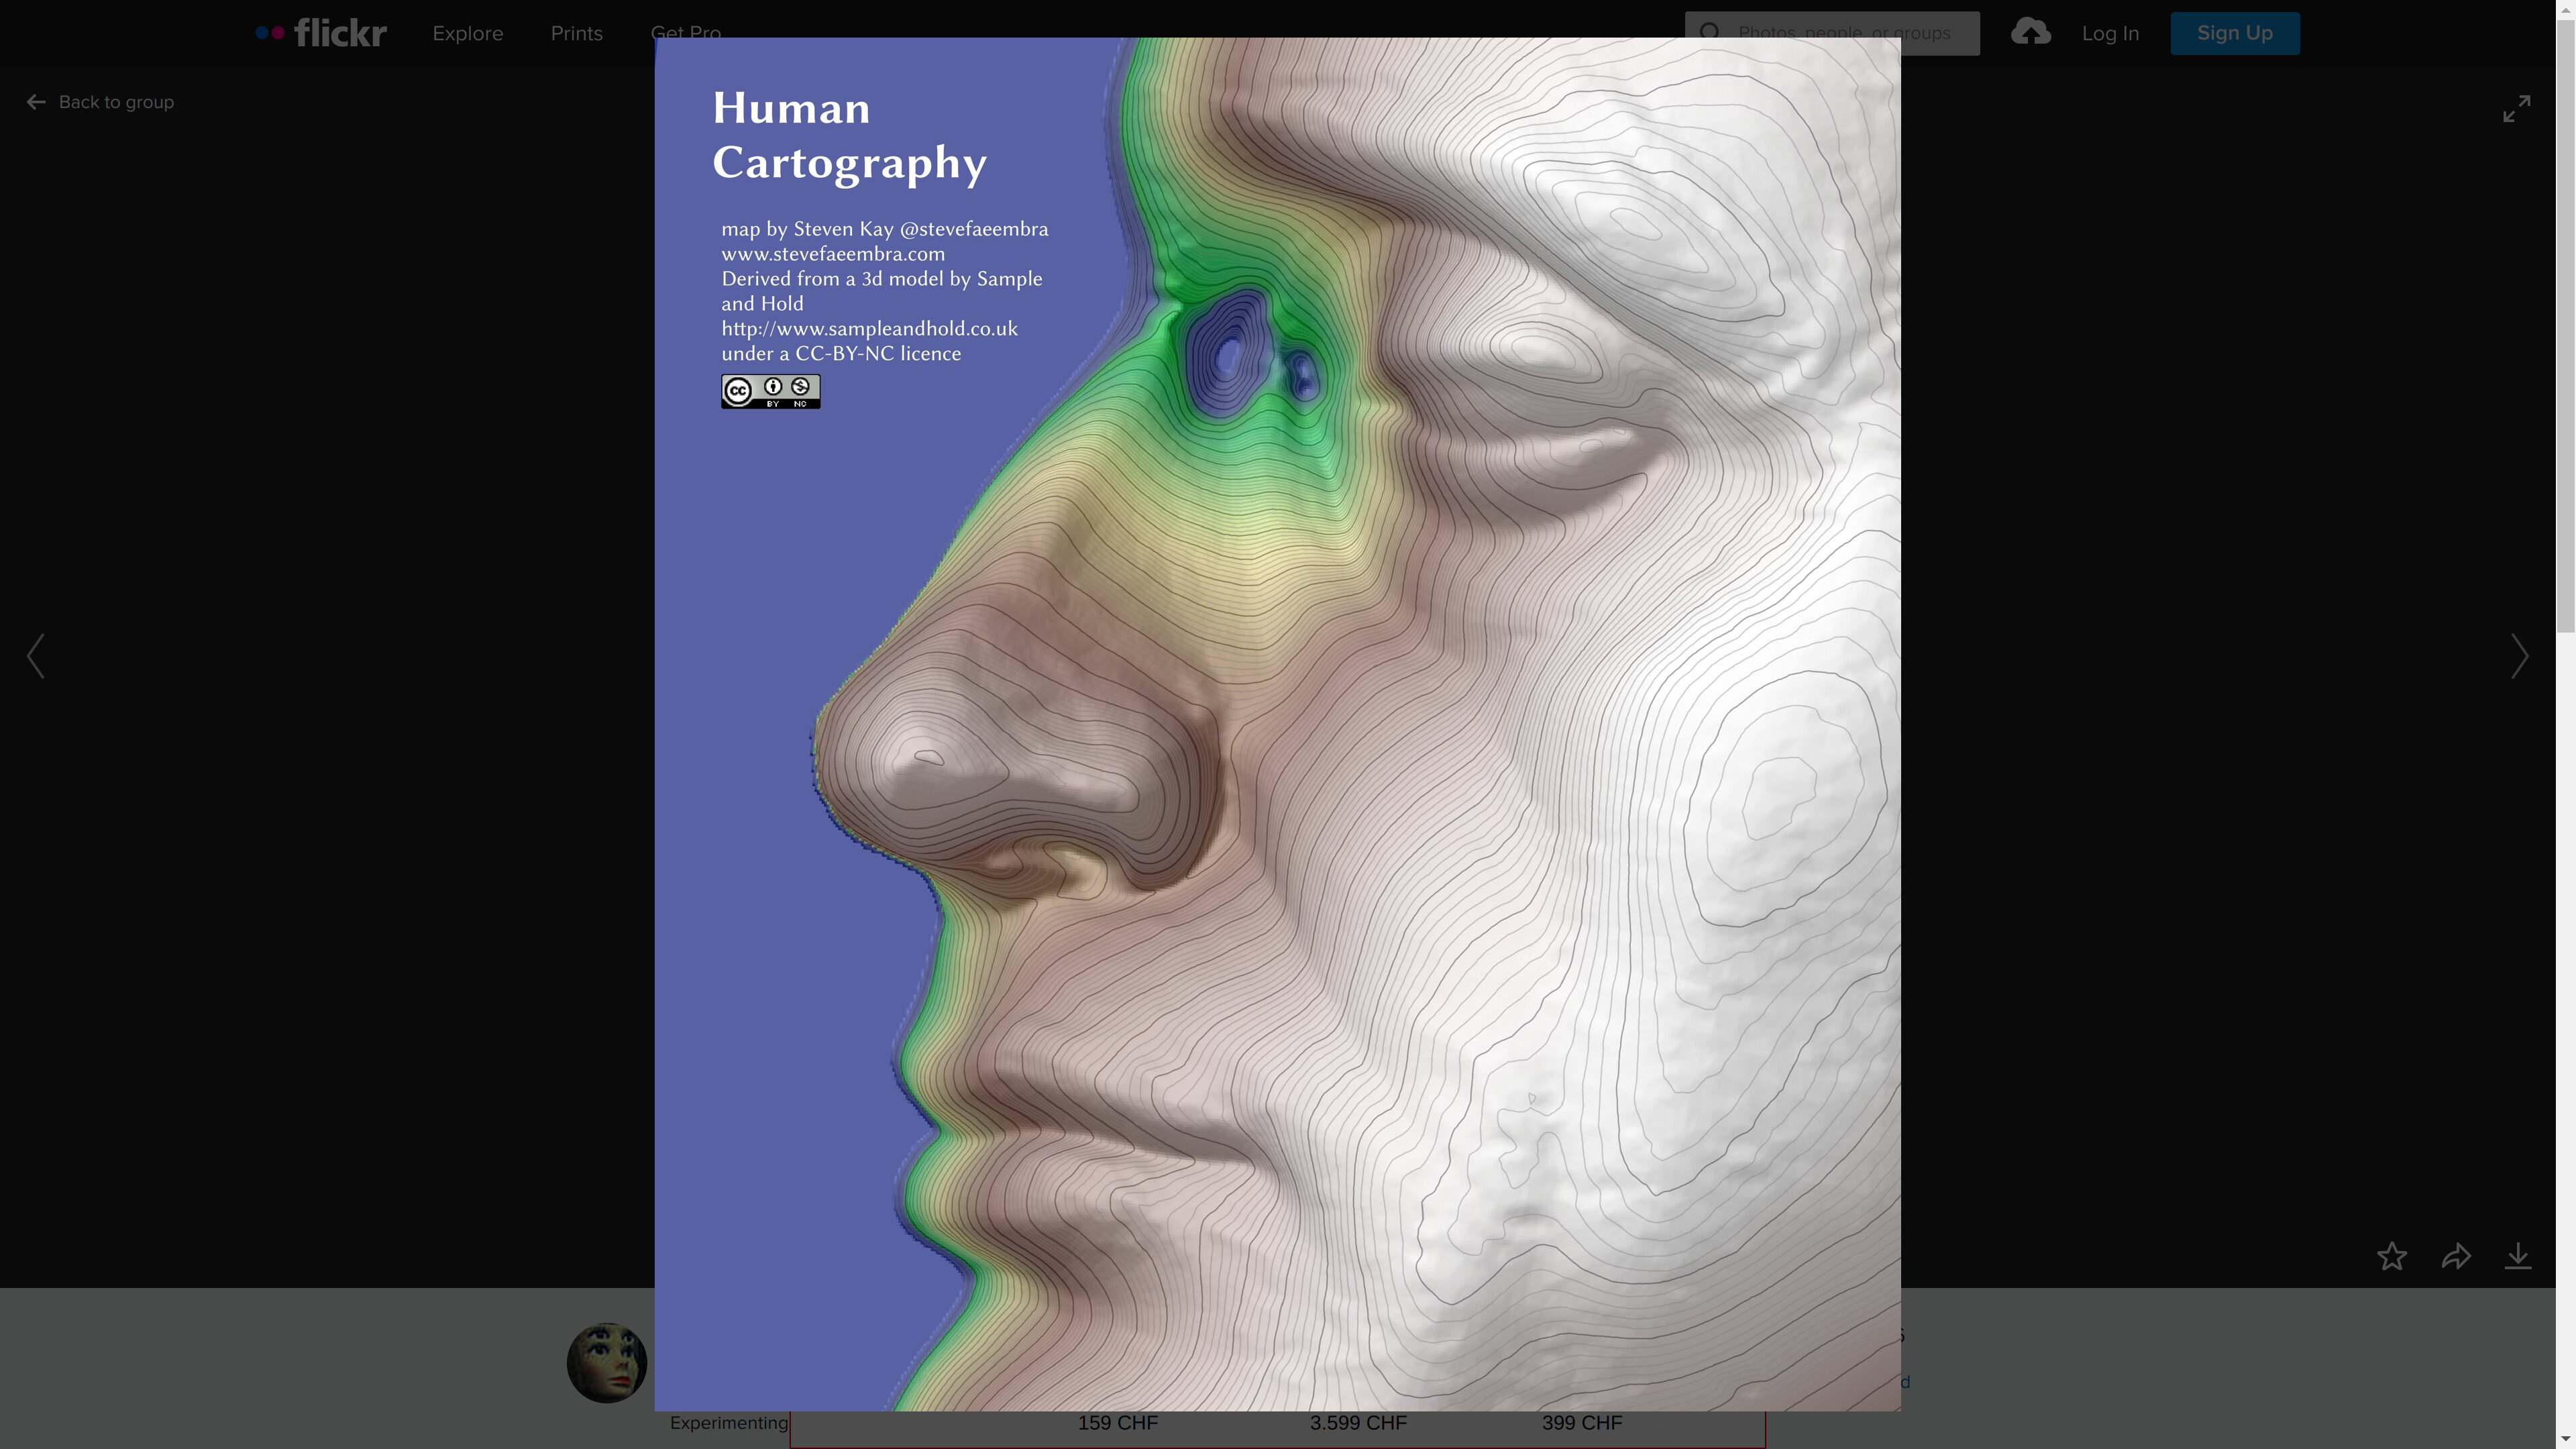 flickr
Explore
Prints
Get Pro
Photos, people, or groups
Log In
Sign Up
Back to group
Human
Cartography
map by Steven Kay @stevefaeembra
www.stevefaeembra.com
Derived from a 3d model by Sample
and Hold
http://www.sampleandhold.co.uk
under a CC-BY-NC licence
cc
BY NC
Experimenting
159 CHF
3.599 CHF
399 CHF